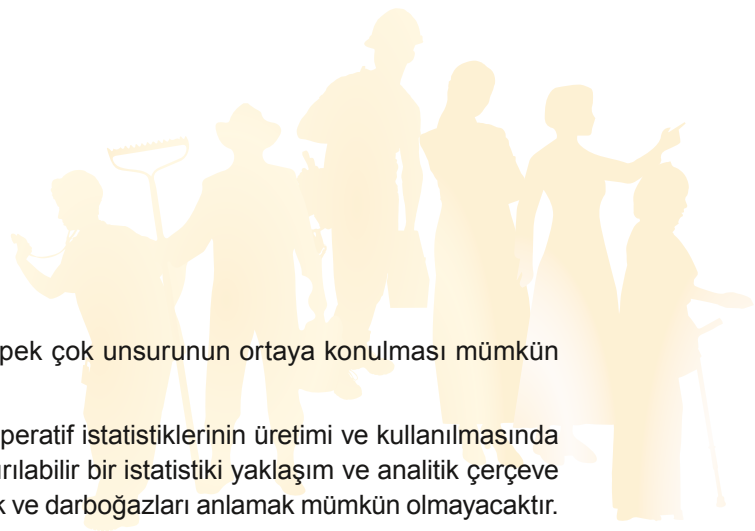 pek çok unsurunun ortaya konulması mümkün
peratif istatistiklerinin üretimi ve kullanılmasında
ırılabilir bir istatistiki yaklaşım ve analitik çerçeve
ve darboğazları anlamak mümkün olmayacaktır.